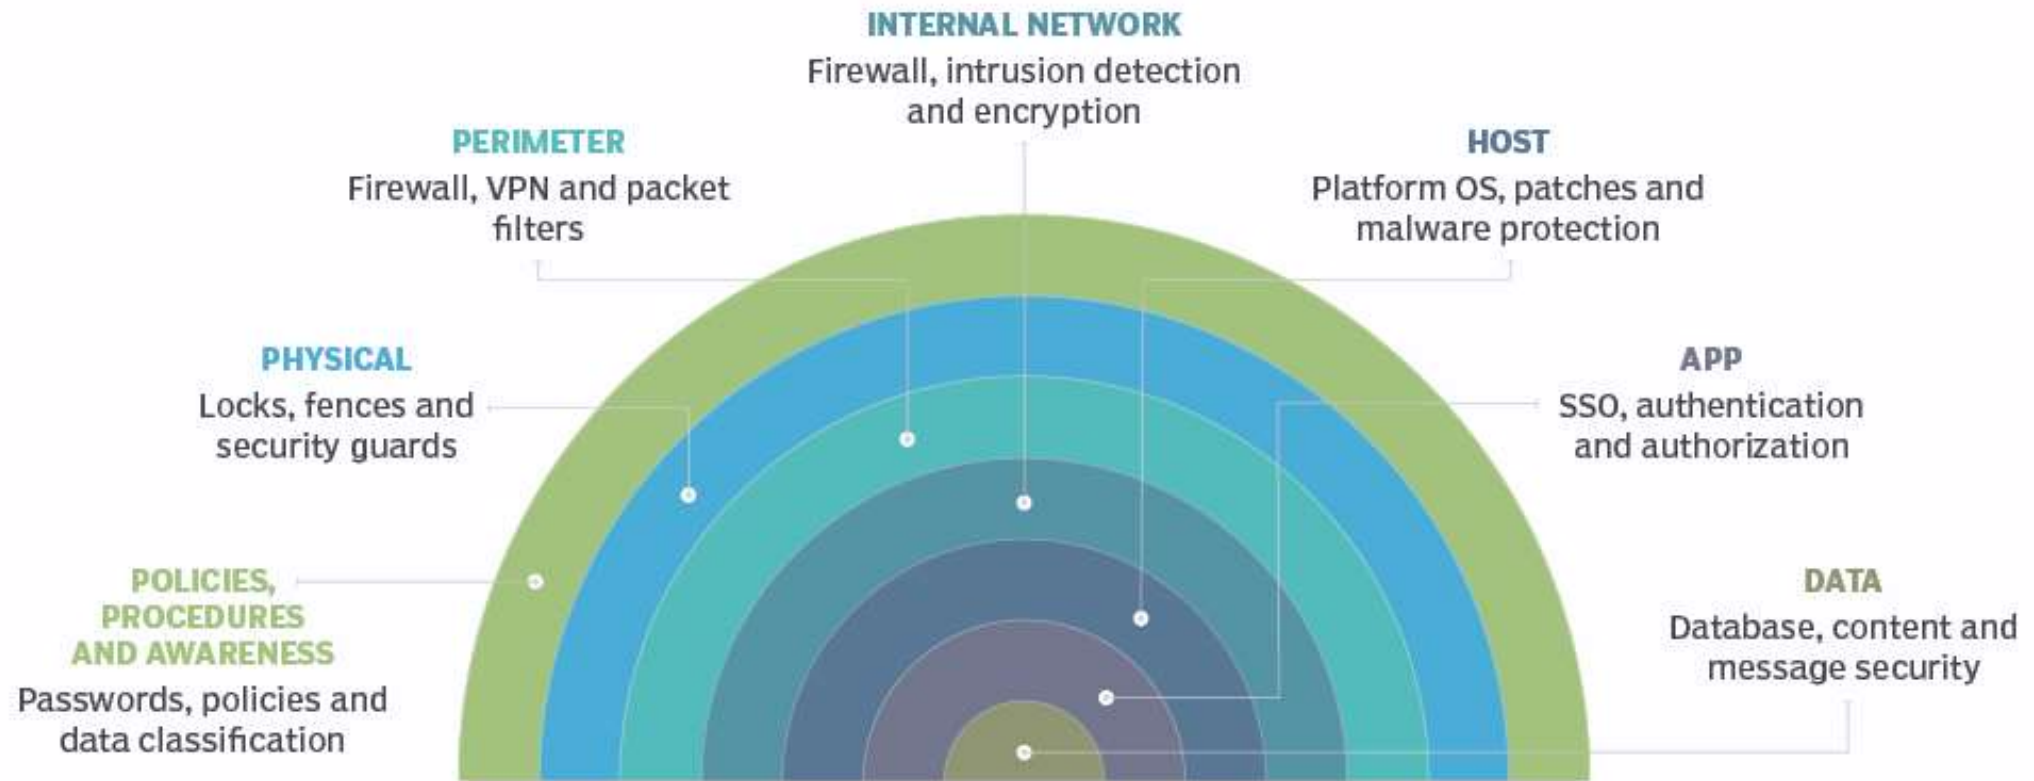 INTERNAL NETWORK
Firewall, intrusion detection
and encryption
PERIMETER
Firewall, VPN and packet
filters
HOST
Platform OS, patches and
malware protection
PHYSICAL
Locks, fences and
security guards
APP
SSO, authentication
and authorization
POLICIES,
PROCEDURES
AND AWARENESS
Passwords, policies and
data classification
DATA
Database, content and
message security